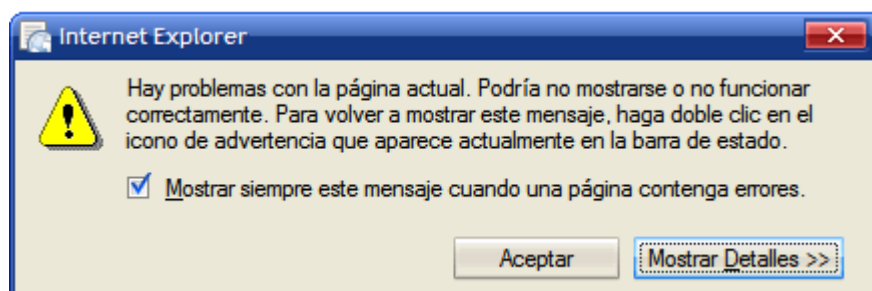 Internet Explorer
Hay problemas con la página actual. Podría no mostrarse o no funcionar
correctamente. Para volver a mostrar este mensaje, haga doble clic en el
icono de advertencia que aparece actualmente en la barra de estado.
Mostrar siempre este mensaje cuando una página contenga errores.
Aceptar
Mostrar Detalles >>